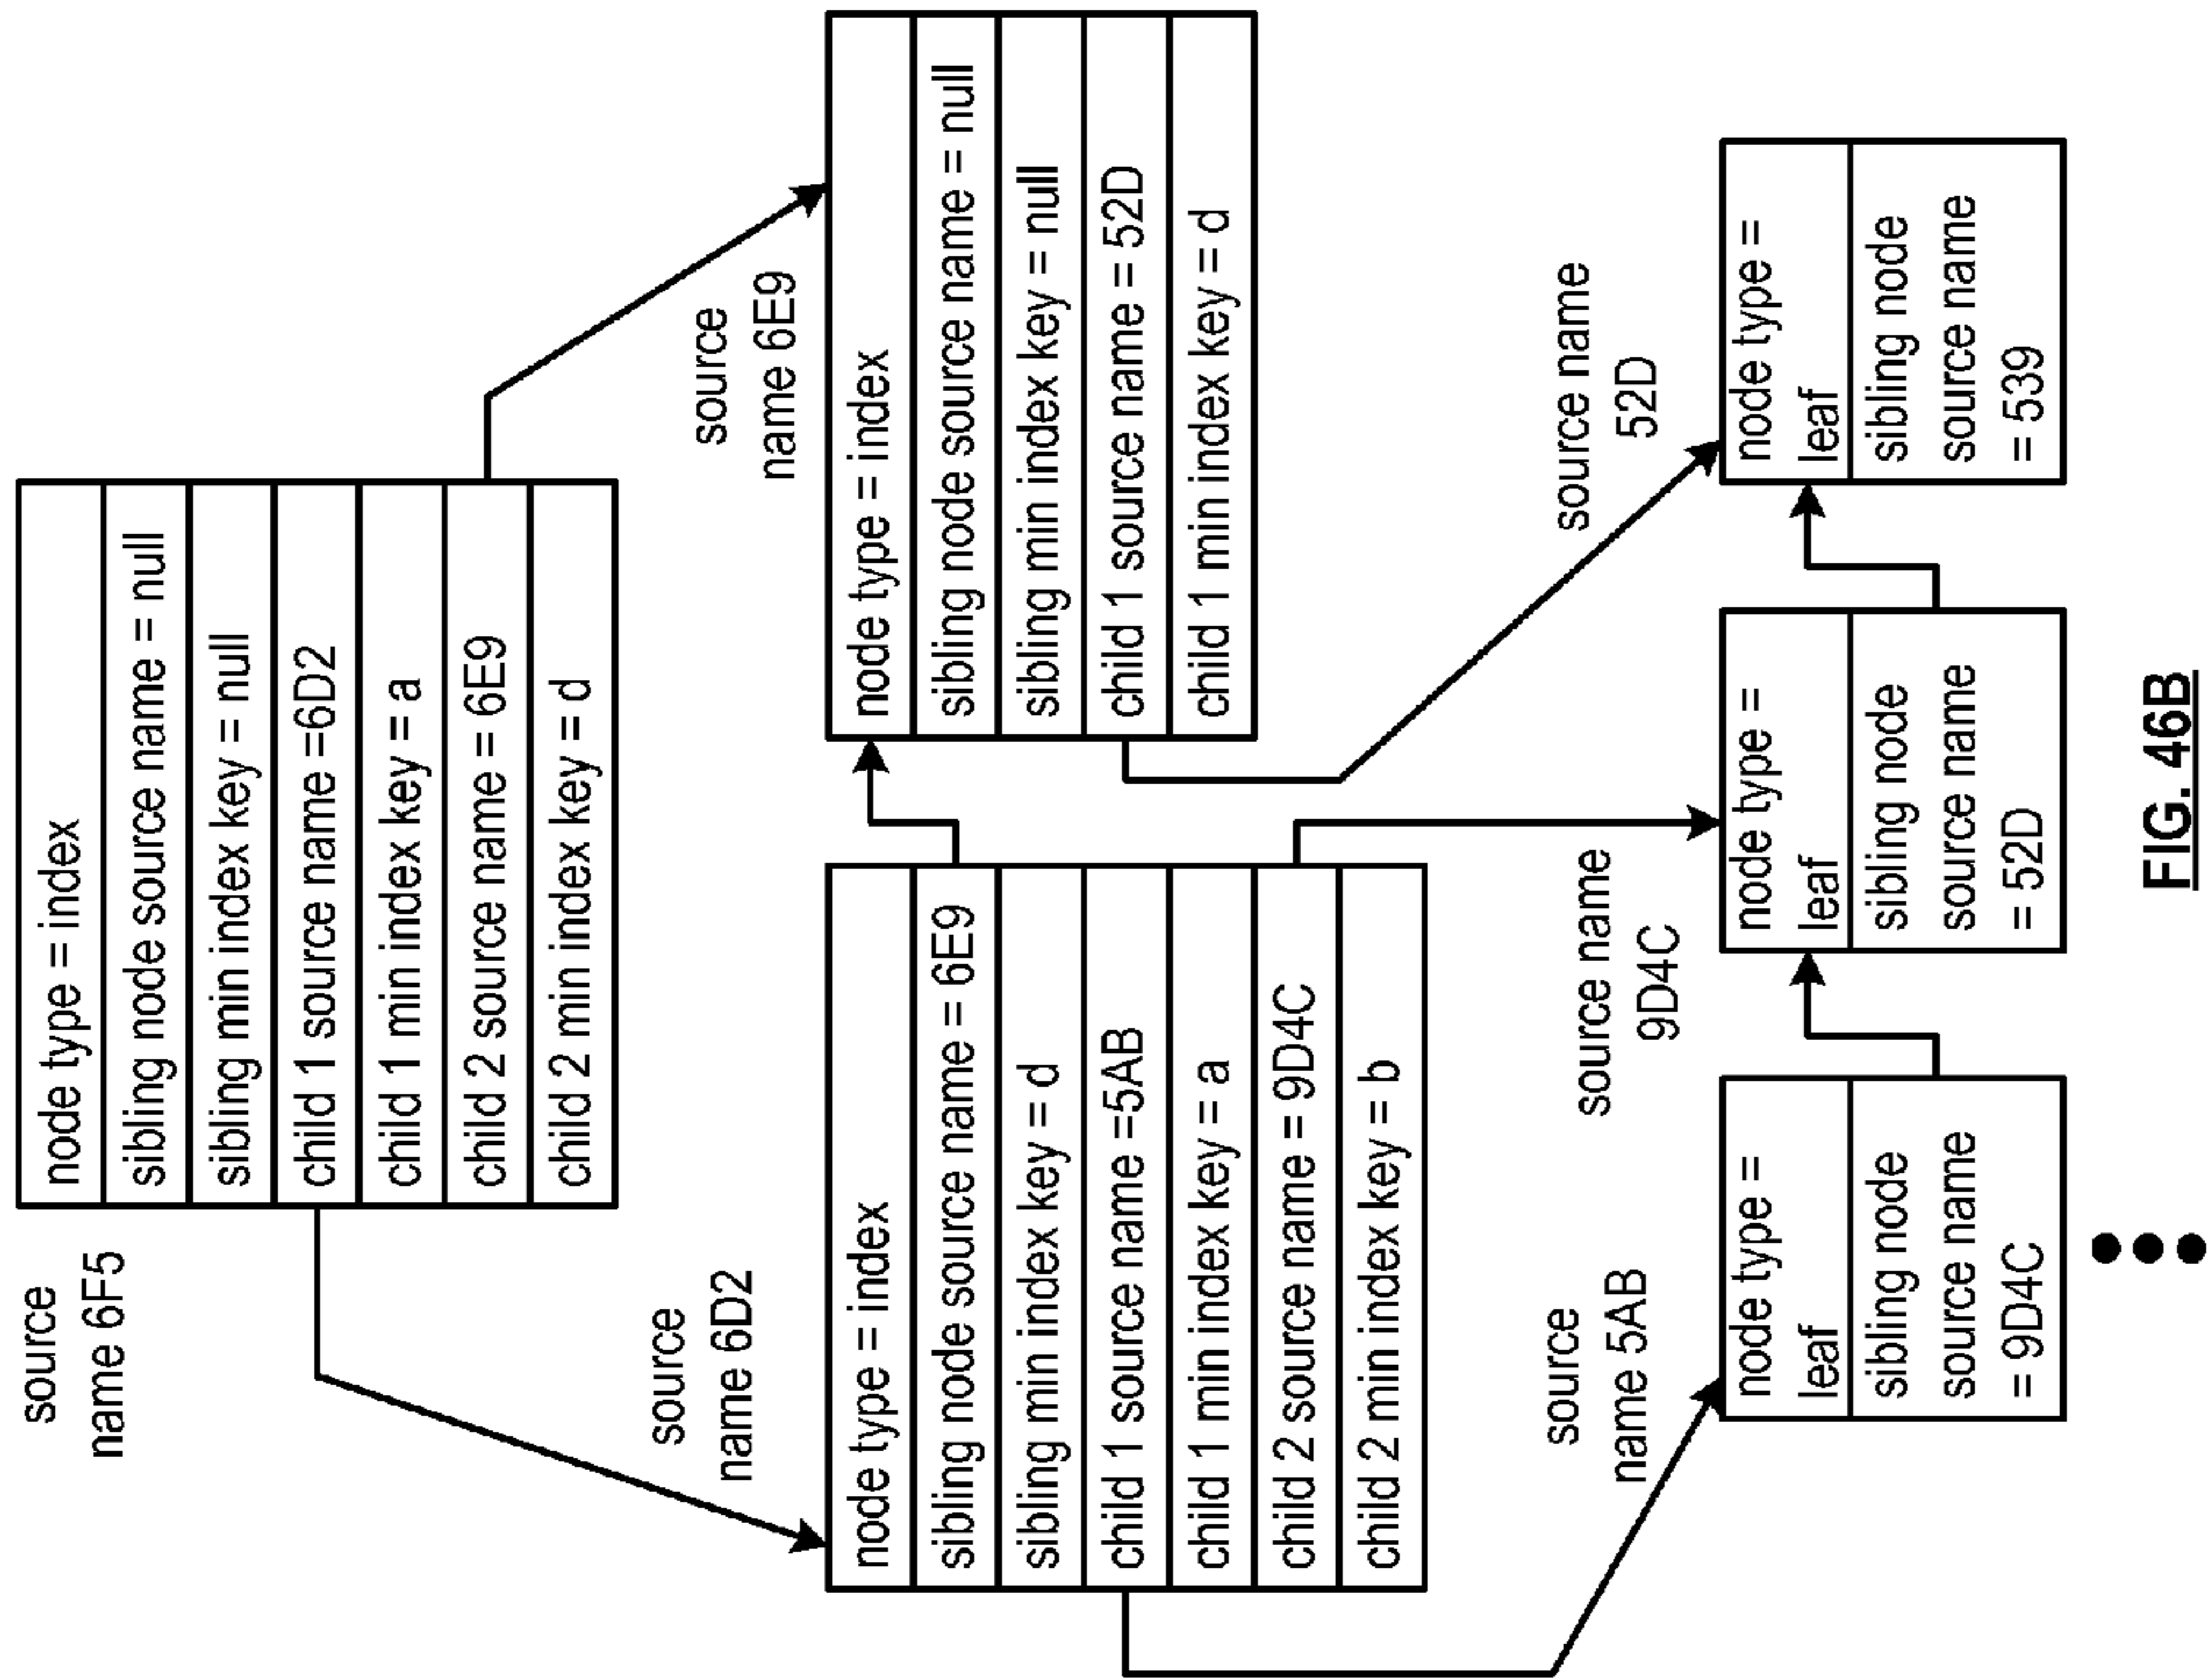 source
name 6F5
node type = index
sibling node source name = null
sibling min index key = null
child 1 source name =6D2
child 1 min index key = a
child 2 source name = 6E9
child 2 min index key = d
source
name 6D2
node type = index
sibling node source name = 6E9
sibling min index key = d
child 1 source name =5AB
child 1 min index key = a
child 2 source name = 9D4C
child 2 min index key = b
source
name 6E9
node type = index
sibling node source name = null
sibling min index key = null
child 1 source name = 52D
child 1 min index key = d
source
name 5AB
node type =
leaf
sibling node
source name
= 9D4C
source name
9D4C
node type =
leaf
sibling node
source name
= 52D
source name
52D
node type =
leaf
sibling node
source name
= 539
FIG. 46B